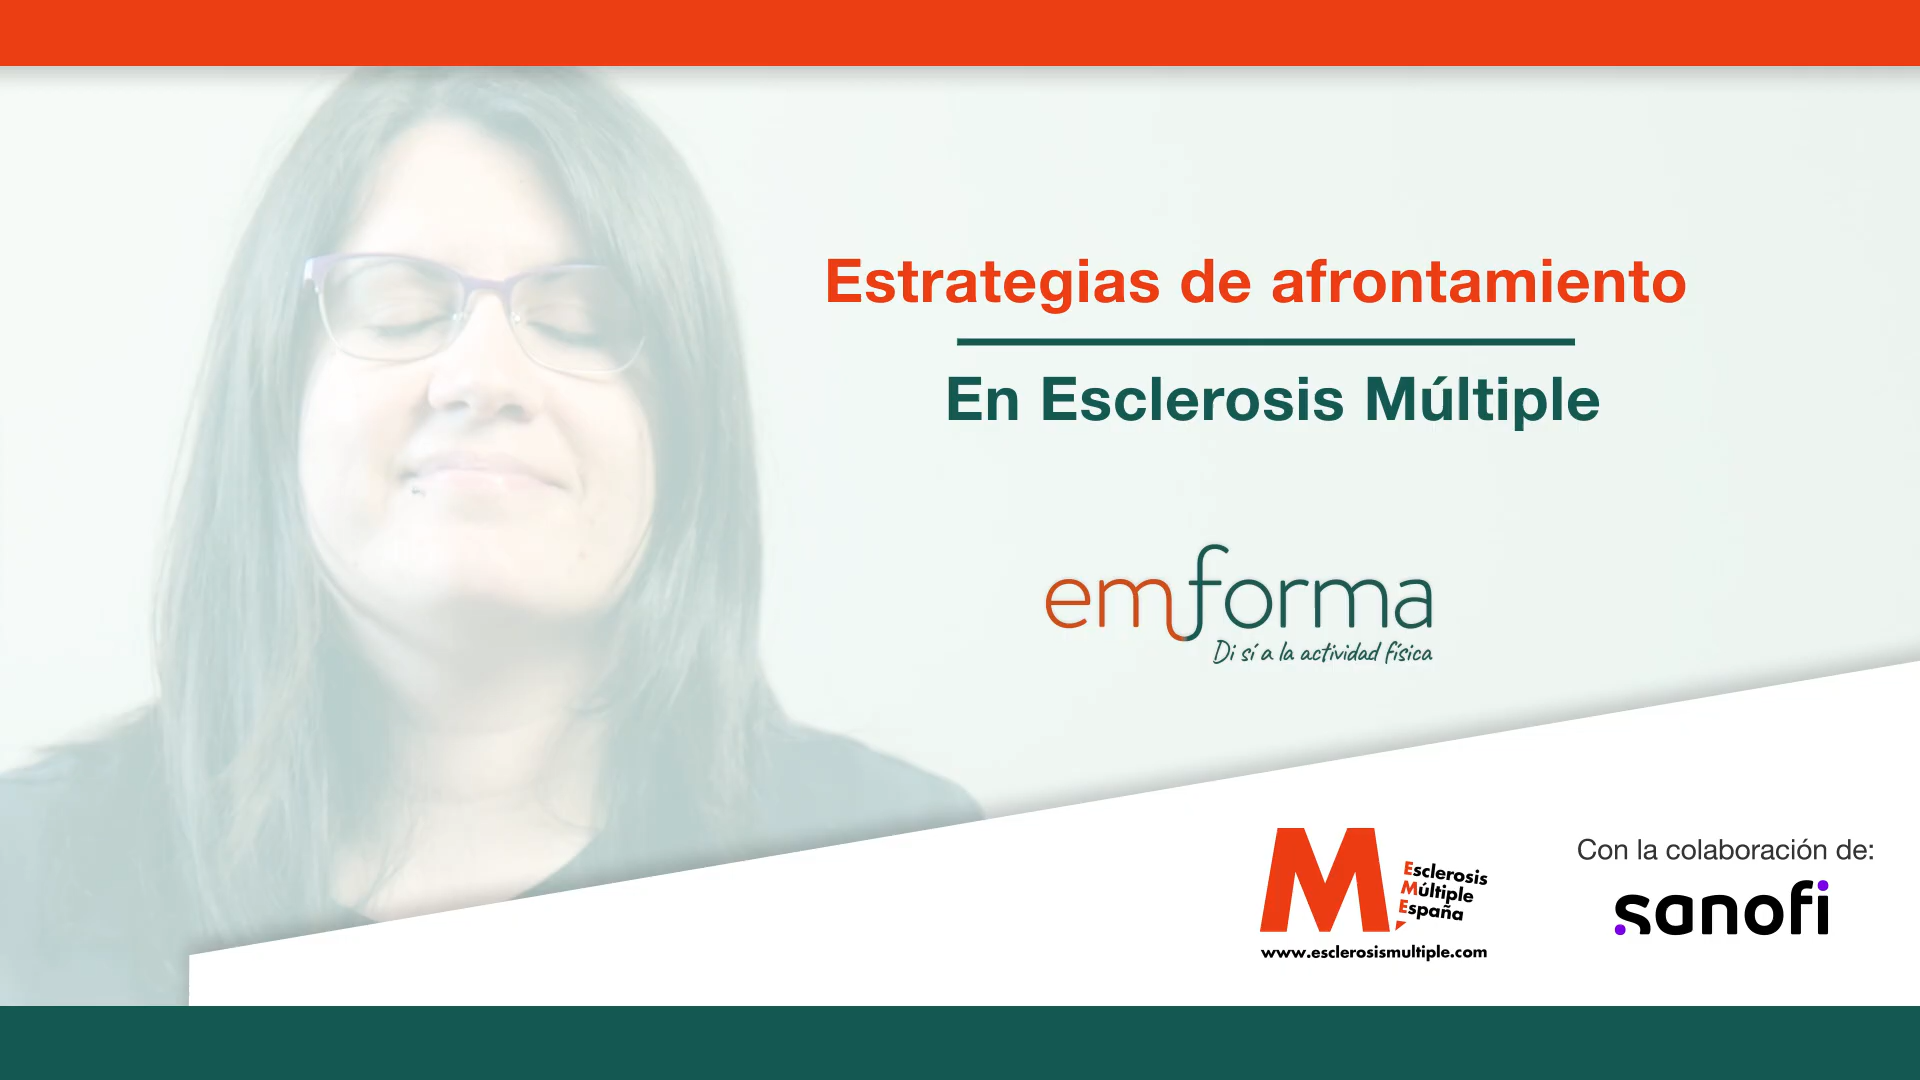 Estrategias de afrontamiento
En Esclerosis Múltiple
emforma
Di sí a la actividad física
M
Esclerosis
Múltiple
España
www.esclerosismultiple.com
Con la colaboración de:
sanofi